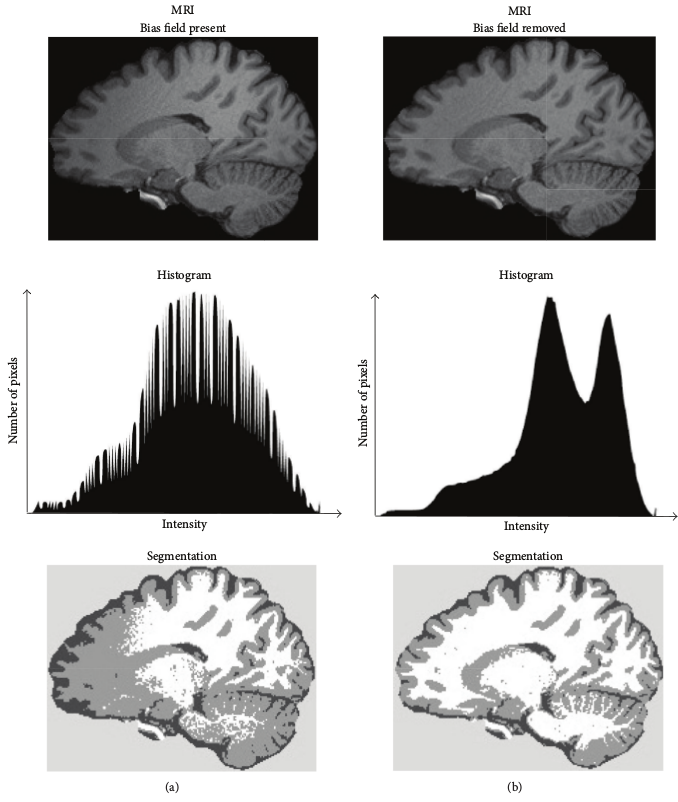 MRI
Bias field present
MRI
Bias field removed
Histogram
Number of pixels
Intensity
Histogram
Number of pixels
Intensity
Segmentation
(a)
Segmentation
(b)